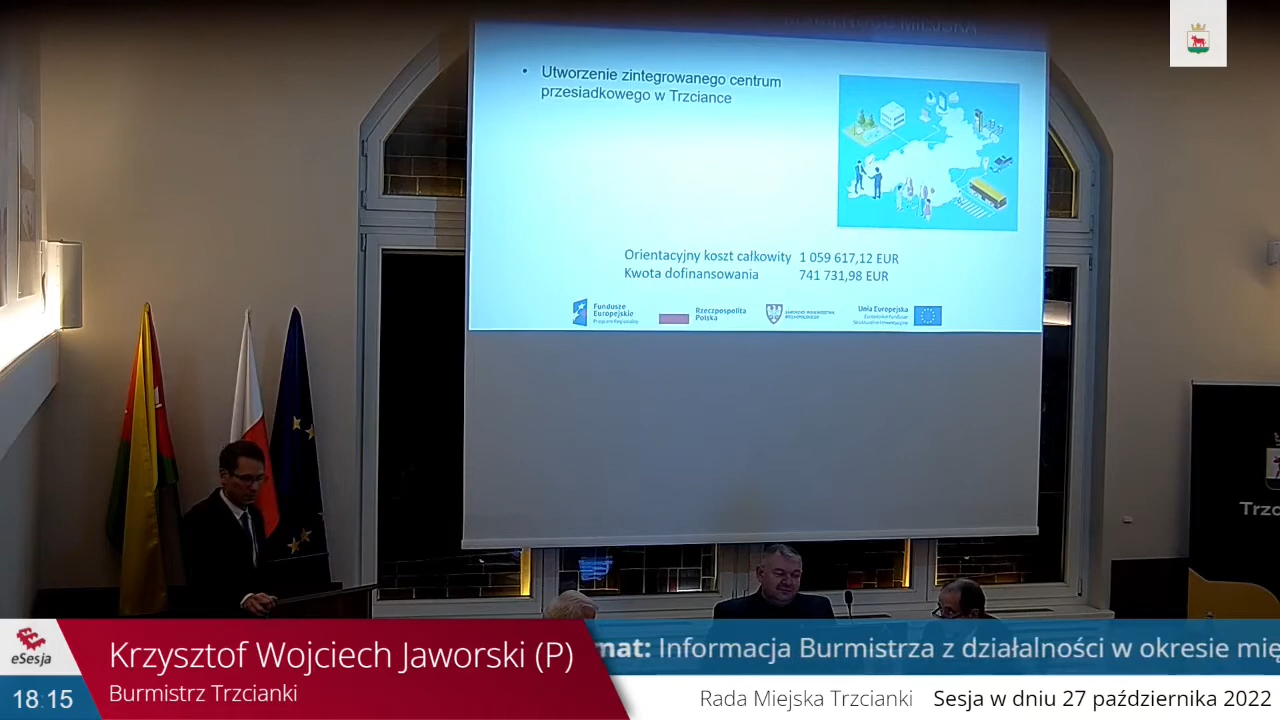 • Utworzenie zintegrowanego centrum
przesiadkowego w Trzciance
Orientacyjny koszt całkowity 1 059 617,12 EUR
Kwota dofinansowania 741 731,98 EUR
Fundusze
Europejskie
Program Regionalny
Rzeczpospolita
Polska
Unia Europejska
eSesja
Krzysztof Wojciech Jaworski (P)
Burmistrz Trzcianki
mat: Informacja Burmistrza z działalności w okresie mię
18:15
Rada Miejska Trzcianki Sesja w dniu 27 października 2022